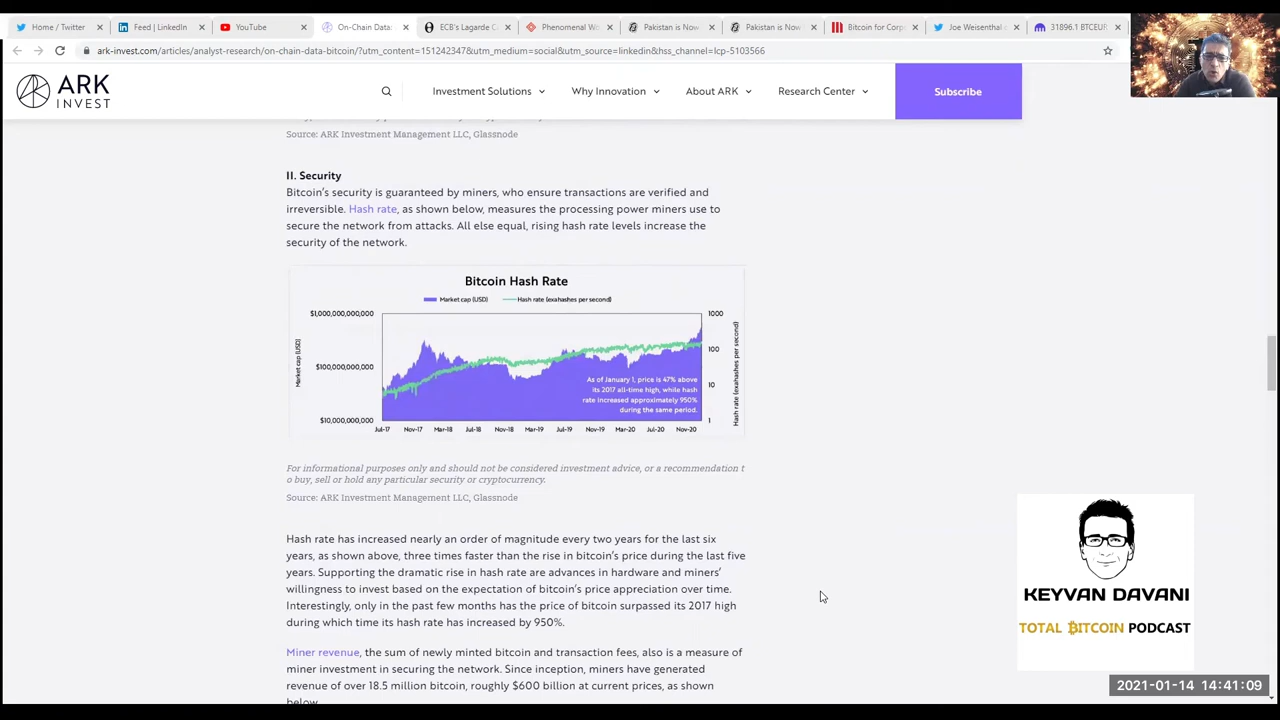 Home / Twitter
Feed | LinkedIn
YouTube
On-Chain Data:
ECB's Lagarde C
Phenomenal Wo
Pakistan is Now
Pakistan is Now
Bitcoin for Corp
Joe Weisenthal o
31896.1 BTCEUR
ark-invest.com/articles/analyst-research/on-chain-data-bitcoin/?utm_content=151242347&utm_medium=social&utm_source=linkedin&hss_channel=lcp-5103566
ARK
INVEST
Investment Solutions
Why Innovation
About ARK
Research Center
Subscribe
Source: ARK Investment Management LLC, Glassnode
II. Security
Bitcoin's security is guaranteed by miners, who ensure transactions are verified and
irreversible. Hash rate, as shown below, measures the processing power miners use to
secure the network from attacks. All else equal, rising hash rate levels increase the
security of the network.
Bitcoin Hash Rate
Market cap (USD)
Hash rate (exahashes per second)
$1,000,000,000,000
$100,000,000,000
$10,000,000,000
Market cap (USD)
1000
100
10
1
Hash rate (exahashes per second)
As of January 1, price is 47% above
its 2017 all-time high, while hash
rate increased approximately 950%
during the same period.
Jul-17 Nov-17 Mar-18 Jul-18 Nov-18 Mar-19 Jul-19 Nov-19 Mar-20 Jul-20 Nov-20
For informational purposes only and should not be considered investment advice, or a recommendation t
o buy, sell or hold any particular security or cryptocurrency.
Source: ARK Investment Management LLC, Glassnode
Hash rate has increased nearly an order of magnitude every two years for the last six
years, as shown above, three times faster than the rise in bitcoin's price during the last five
years. Supporting the dramatic rise in hash rate are advances in hardware and miners'
willingness to invest based on the expectation of bitcoin's price appreciation over time.
Interestingly, only in the past few months has the price of bitcoin surpassed its 2017 high
during which time its hash rate has increased by 950%.
Miner revenue, the sum of newly minted bitcoin and transaction fees, also is a measure of
miner investment in securing the network. Since inception, miners have generated
revenue of over 18.5 million bitcoin, roughly $600 billion at current prices, as shown
below.
KEYVAN DAVANI
TOTAL ₿ITCOIN PODCAST
2021-01-14 14:41:09